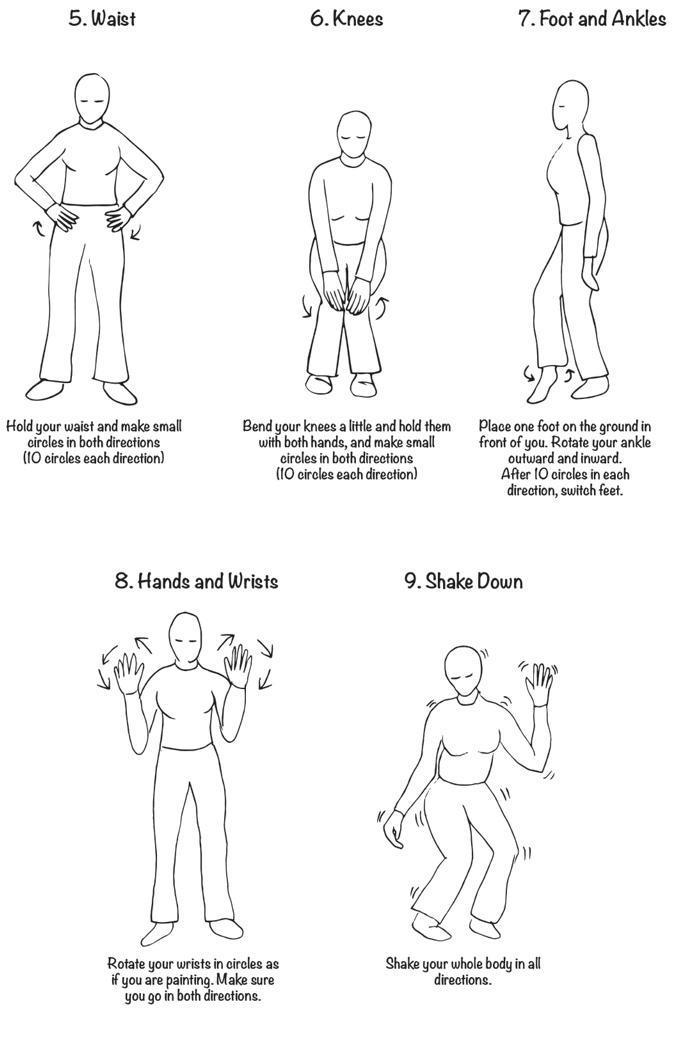 5. Waist
6. Knees
7. Foot and Ankles
Hold your waist and make small
circles in both directions
(10 circles each direction)
Bend your knees a little and hold them
with both hands, and make small
circles in both directions
(10 circles each direction)
Place one foot on the ground in
front of you. Rotate your ankle
outward and inward.
After 10 circles in each
direction, switch feet.
8. Hands and Wrists
9. Shake Down
Rotate your wrists in circles as
if you are painting. Make sure
you go in both directions.
Shake your whole body in all
directions.